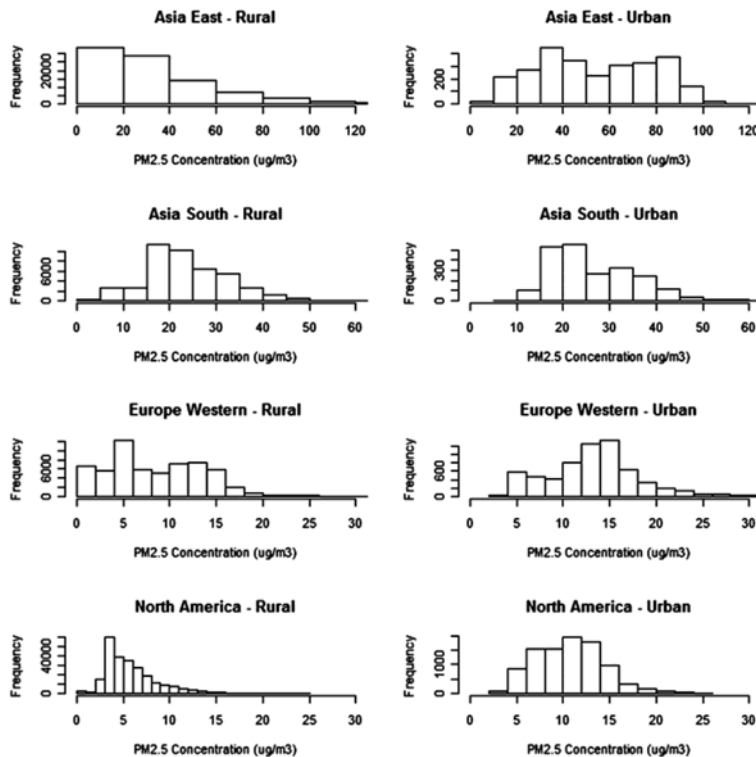 Asia East - Rural
Frequency
0 20000
0 20 40 60 80 100 120
PM2.5 Concentration (ug/m3)
Asia East - Urban
Frequency
0 200
0 20 40 60 80 100 120
PM2.5 Concentration (ug/m3)
Asia South - Rural
Frequency
0 6000
0 10 20 30 40 50 60
PM2.5 Concentration (ug/m3)
Asia South - Urban
Frequency
0 300
0 10 20 30 40 50 60
PM2.5 Concentration (ug/m3)
Europe Western - Rural
Frequency
0 6000
0 5 10 15 20 25 30
PM2.5 Concentration (ug/m3)
Europe Western - Urban
Frequency
0 600
0 5 10 15 20 25 30
PM2.5 Concentration (ug/m3)
North America - Rural
Frequency
0 40000
0 5 10 15 20 25 30
PM2.5 Concentration (ug/m3)
North America - Urban
Frequency
0 1000
0 5 10 15 20 25 30
PM2.5 Concentration (ug/m3)